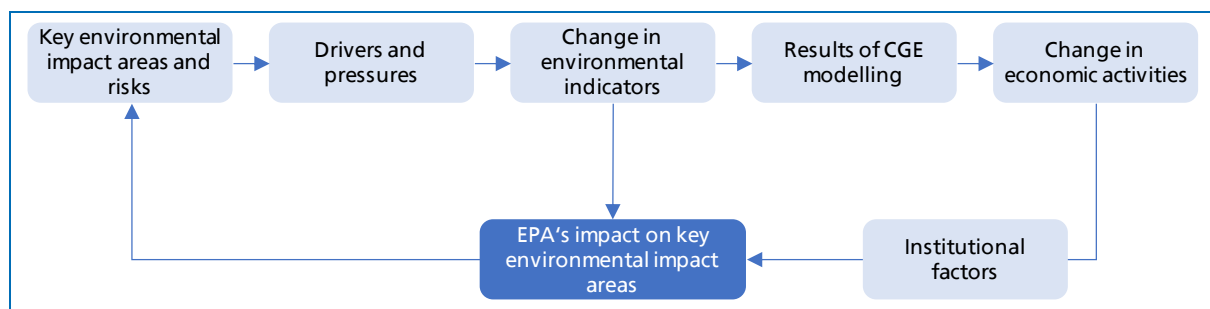 Key environmental
impact areas and
risks
Drivers and
pressures
Change in
environmental
indicators
Results of CGE
modelling
Change in
economic activities
EPA's impact on key
environmental impact
areas
Institutional
factors